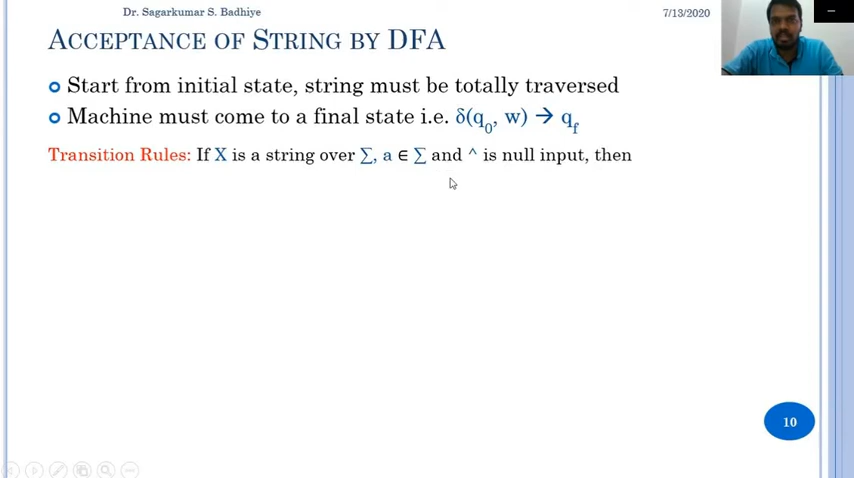 Dr. Sagarkumar S. Badhiye
7/13/2020
ACCEPTANCE OF STRING BY DFA
Start from initial state, string must be totally traversed
Machine must come to a final state i.e. δ(q0, w) → qf
Transition Rules: If X is a string over ∑, a ∈ ∑ and ^ is null input, then
10